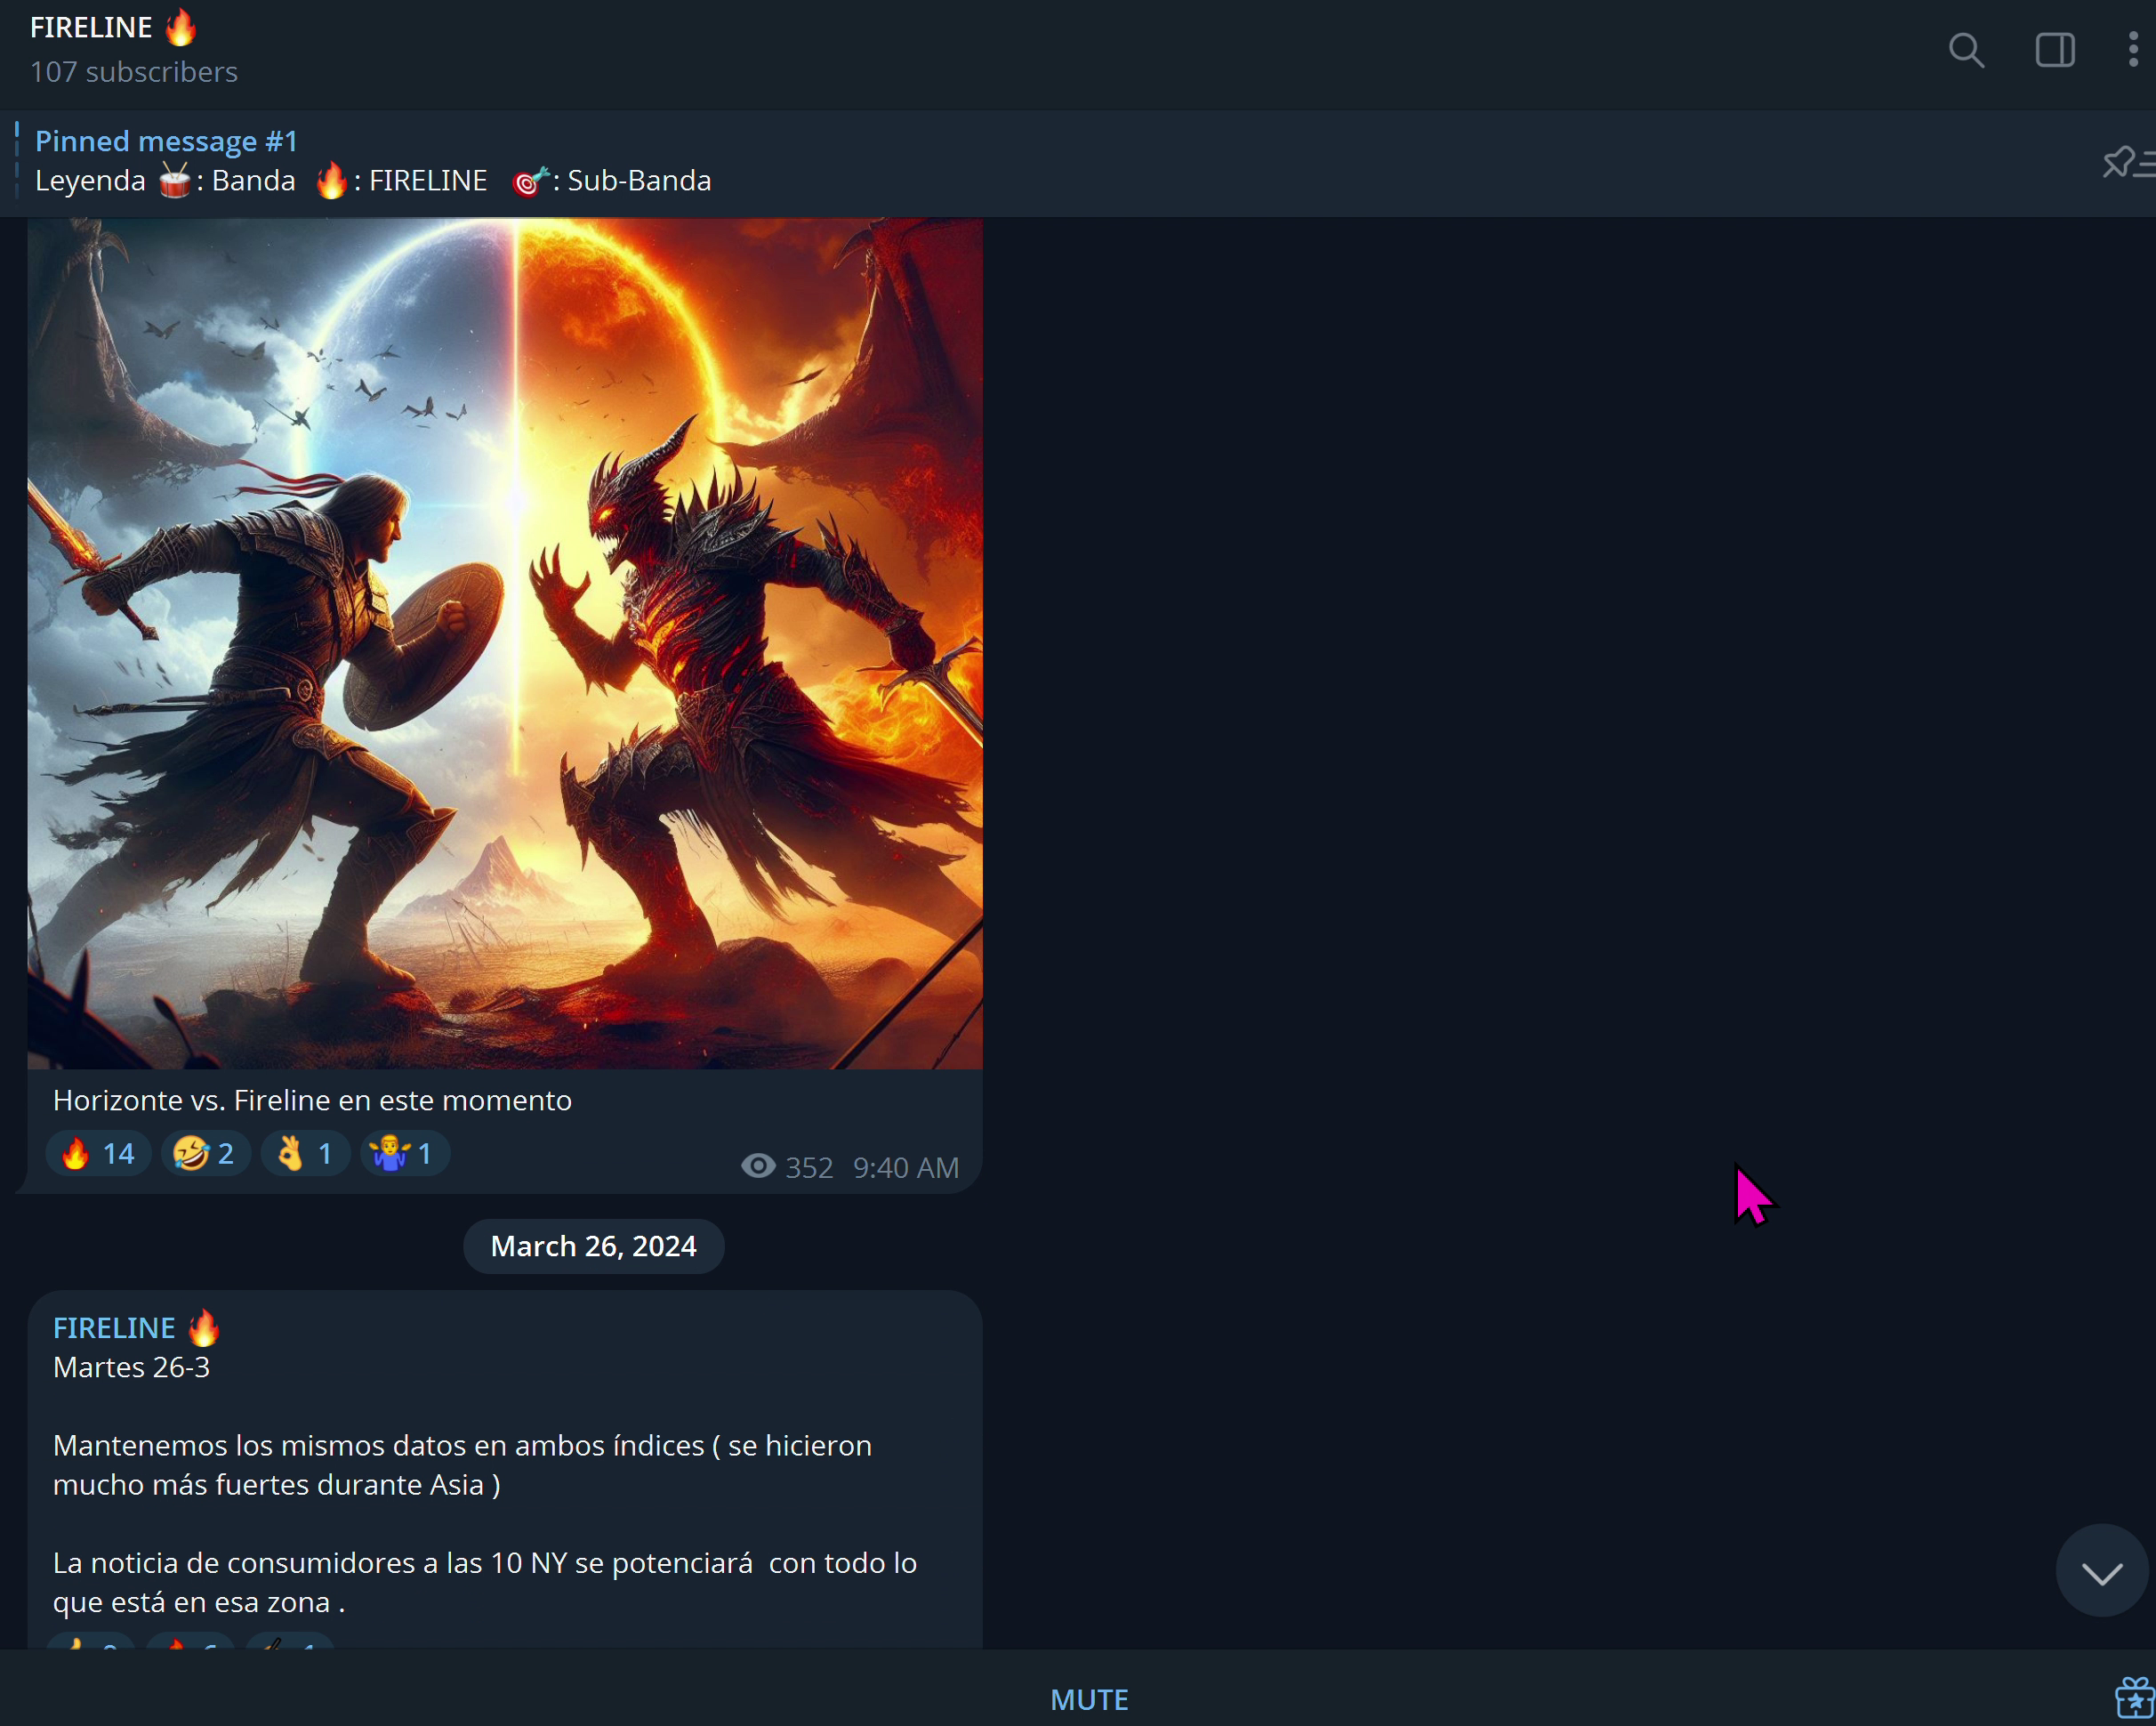 FIRELINE 🔥
107 subscribers
Pinned message #1
Leyenda 🥁: Banda 🔥: FIRELINE 🎯: Sub-Banda
Horizonte vs. Fireline en este momento
🔥 14 🤣 2 👌 1 🤷‍♂️ 1 352 9:40 AM
March 26, 2024
FIRELINE 🔥
Martes 26-3
Mantenemos los mismos datos en ambos índices ( se hicieron
mucho más fuertes durante Asia )
La noticia de consumidores a las 10 NY se potenciará  con todo lo
que está en esa zona .
MUTE